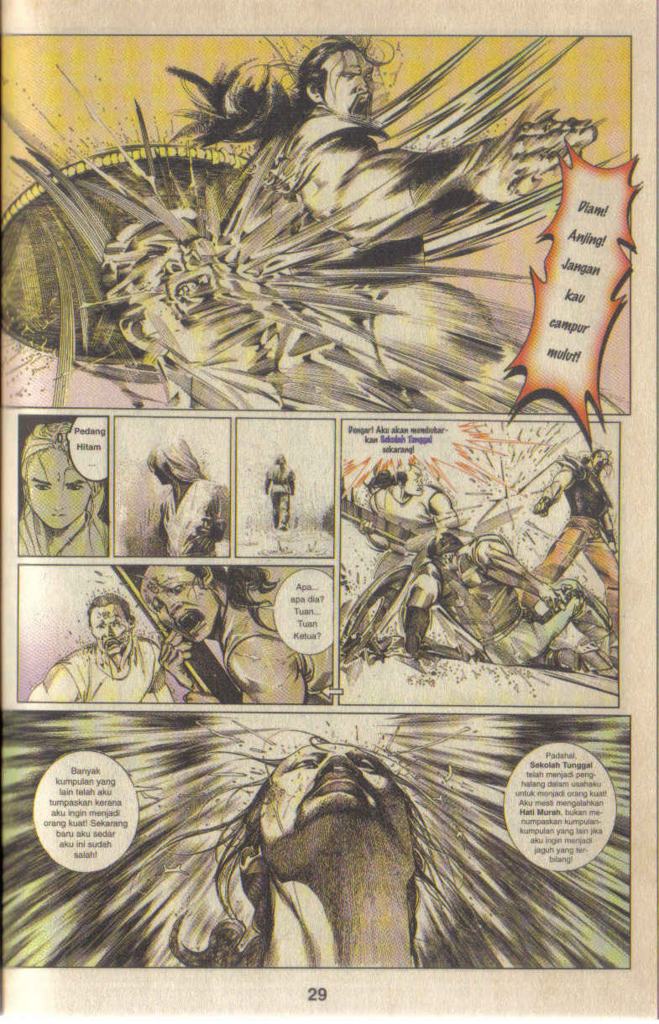 Diam!
Anjing!
Jangan
kau
campur
mulut!
Pedang
Hitam
...
Dengar! Aku akan membubar-
kan Sekolah Tunggal
sekarang!
Apa...
apa dia?
Tuan...
Tuan
Ketua?
Banyak
kumpulan yang
lain telah aku
tumpaskan kerana
aku ingin menjadi
orang kuat! Sekarang
baru aku sedar
aku ini sudah
salah!
Padahal,
Sekolah Tunggal
telah menjadi peng-
halang dalam usahaku
untuk menjadi orang kuat!
Aku mesti mengalahkan
Hati Murah, bukan me-
numpaskan kumpulan-
kumpulan yang lain jika
aku ingin menjadi
jaguh yang ter-
bilang!
29